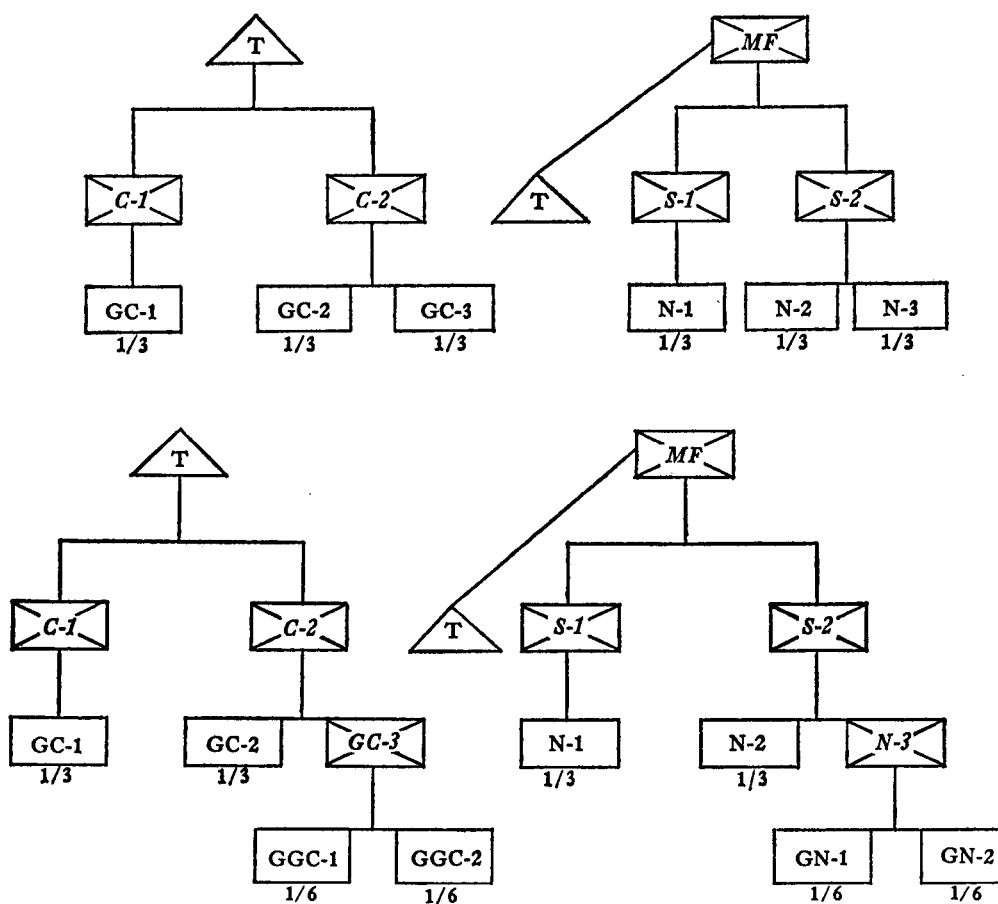 T MF
C-1 C-2 T S-1 S-2
GC-1 GC-2 GC-3 N-1 N-2 N-3
1/3 1/3 1/3 1/3 1/3 1/3
T MF
C-1 C-2 T S-1 S-2
GC-1 GC-2 GC-3 N-1 N-2 N-3
1/3 1/3 1/3 1/3
GGC-1 GGC-2 GN-1 GN-2
1/6 1/6 1/6 1/6